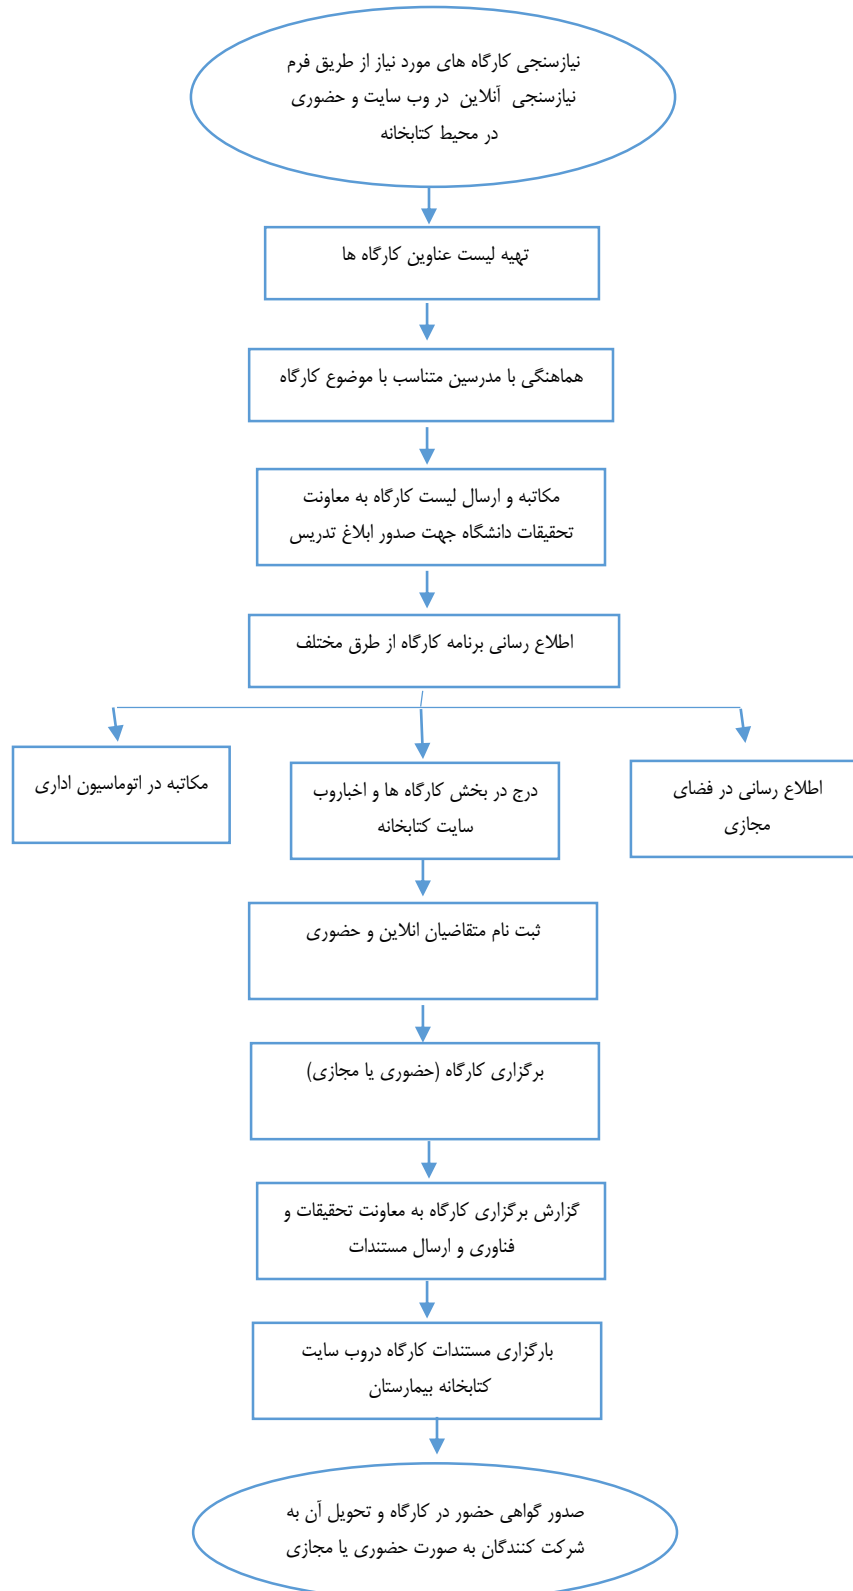 نیازسنجی کارگاه های مورد نیاز از طریق فرم
نیازسنجی آنلاین در وب سایت و حضوری
در محیط کتابخانه
تهیه لیست عناوین کارگاه ها
هماهنگی با مدرسین متناسب با موضوع کارگاه
مکاتبه و ارسال لیست کارگاه به معاونت
تحقیقات دانشگاه جهت صدور ابلاغ تدریس
اطلاع رسانی برنامه کارگاه از طرق مختلف
اطلاع رسانی در فضای
مجازی
درج در بخش کارگاه ها و اخباروب
سایت کتابخانه
مکاتبه در اتوماسیون اداری
ثبت نام متقاضیان انلاین و حضوری
برگزاری کارگاه (حضوری یا مجازی)
گزارش برگزاری کارگاه به معاونت تحقیقات و
فناوری و ارسال مستندات
بارگزاری مستندات کارگاه دروب سایت
کتابخانه بیمارستان
صدور گواهی حضور در کارگاه و تحویل آن به
شرکت کنندگان به صورت حضوری یا مجازی